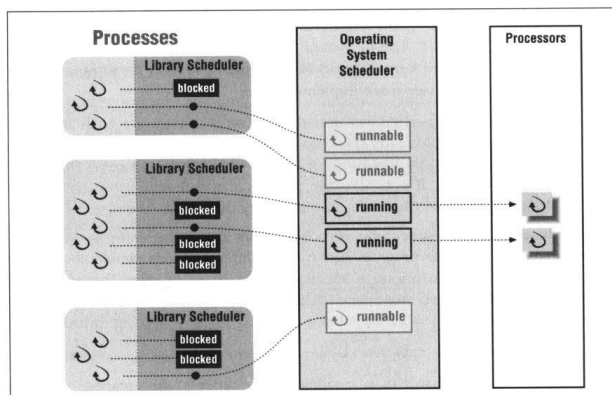 Processes
Library Scheduler
blocked
Library Scheduler
blocked
blocked
blocked
Library Scheduler
blocked
blocked
Operating
System
Scheduler
runnable
runnable
running
running
runnable
Processors